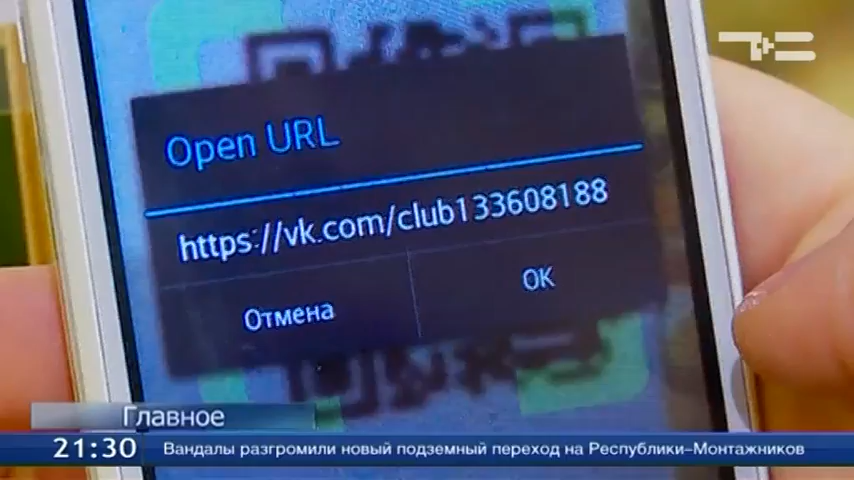 Open URL
https://vk.com/club133608188
Отмена
OK
Главное
21:30 Вандалы разгромили новый подземный переход на Республики-Монтажников